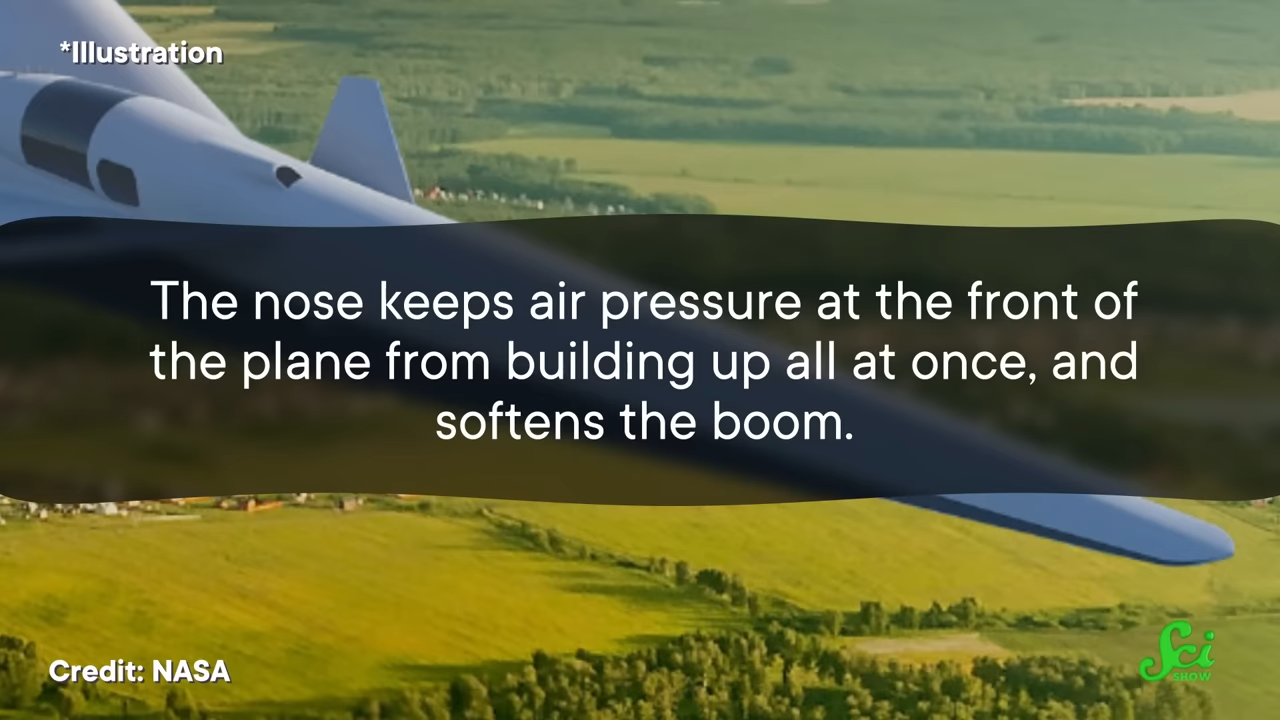 *Illustration
The nose keeps air pressure at the front of
the plane from building up all at once, and
softens the boom.
Credit: NASA
Sci
SHOW